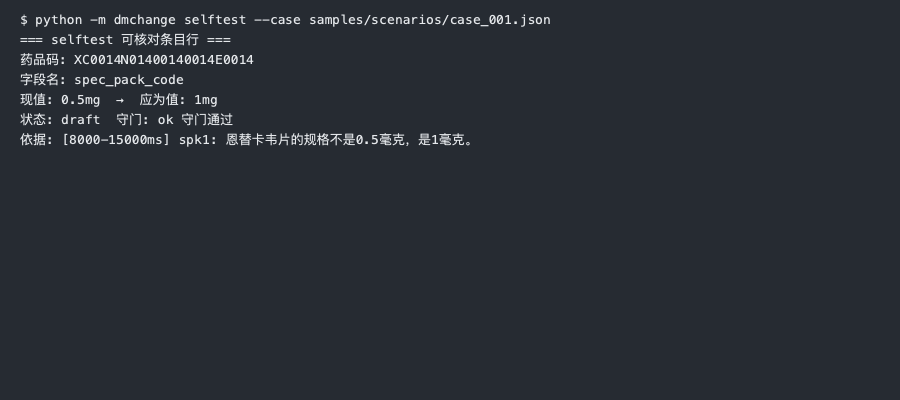 $ python -m dmchange selftest --case samples/scenarios/case_001.json
=== selftest 可核对条目行 ===
药品码: XC0014N01400140014E0014
字段名: spec_pack_code
现值: 0.5mg  →  应为值: 1mg
状态: draft  守门: ok 守门通过
依据: [8000-15000ms] spk1: 恩替卡韦片的规格不是0.5毫克, 是1毫克。